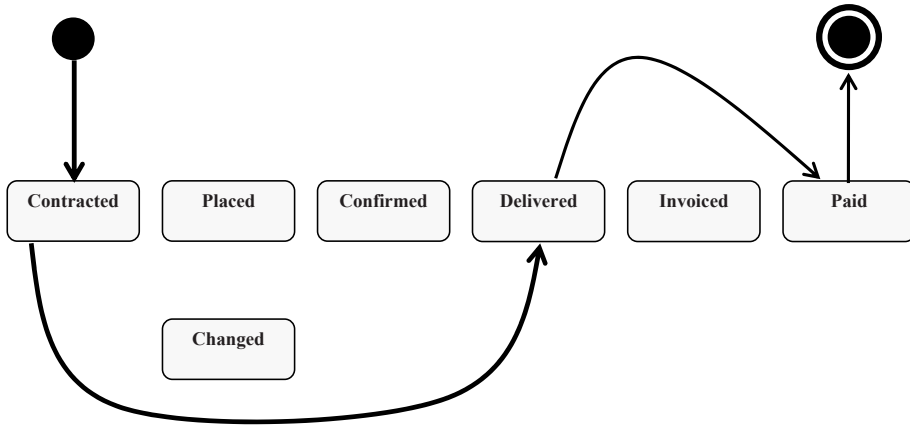 Contracted
Placed
Confirmed
Delivered
Invoiced
Paid
Changed